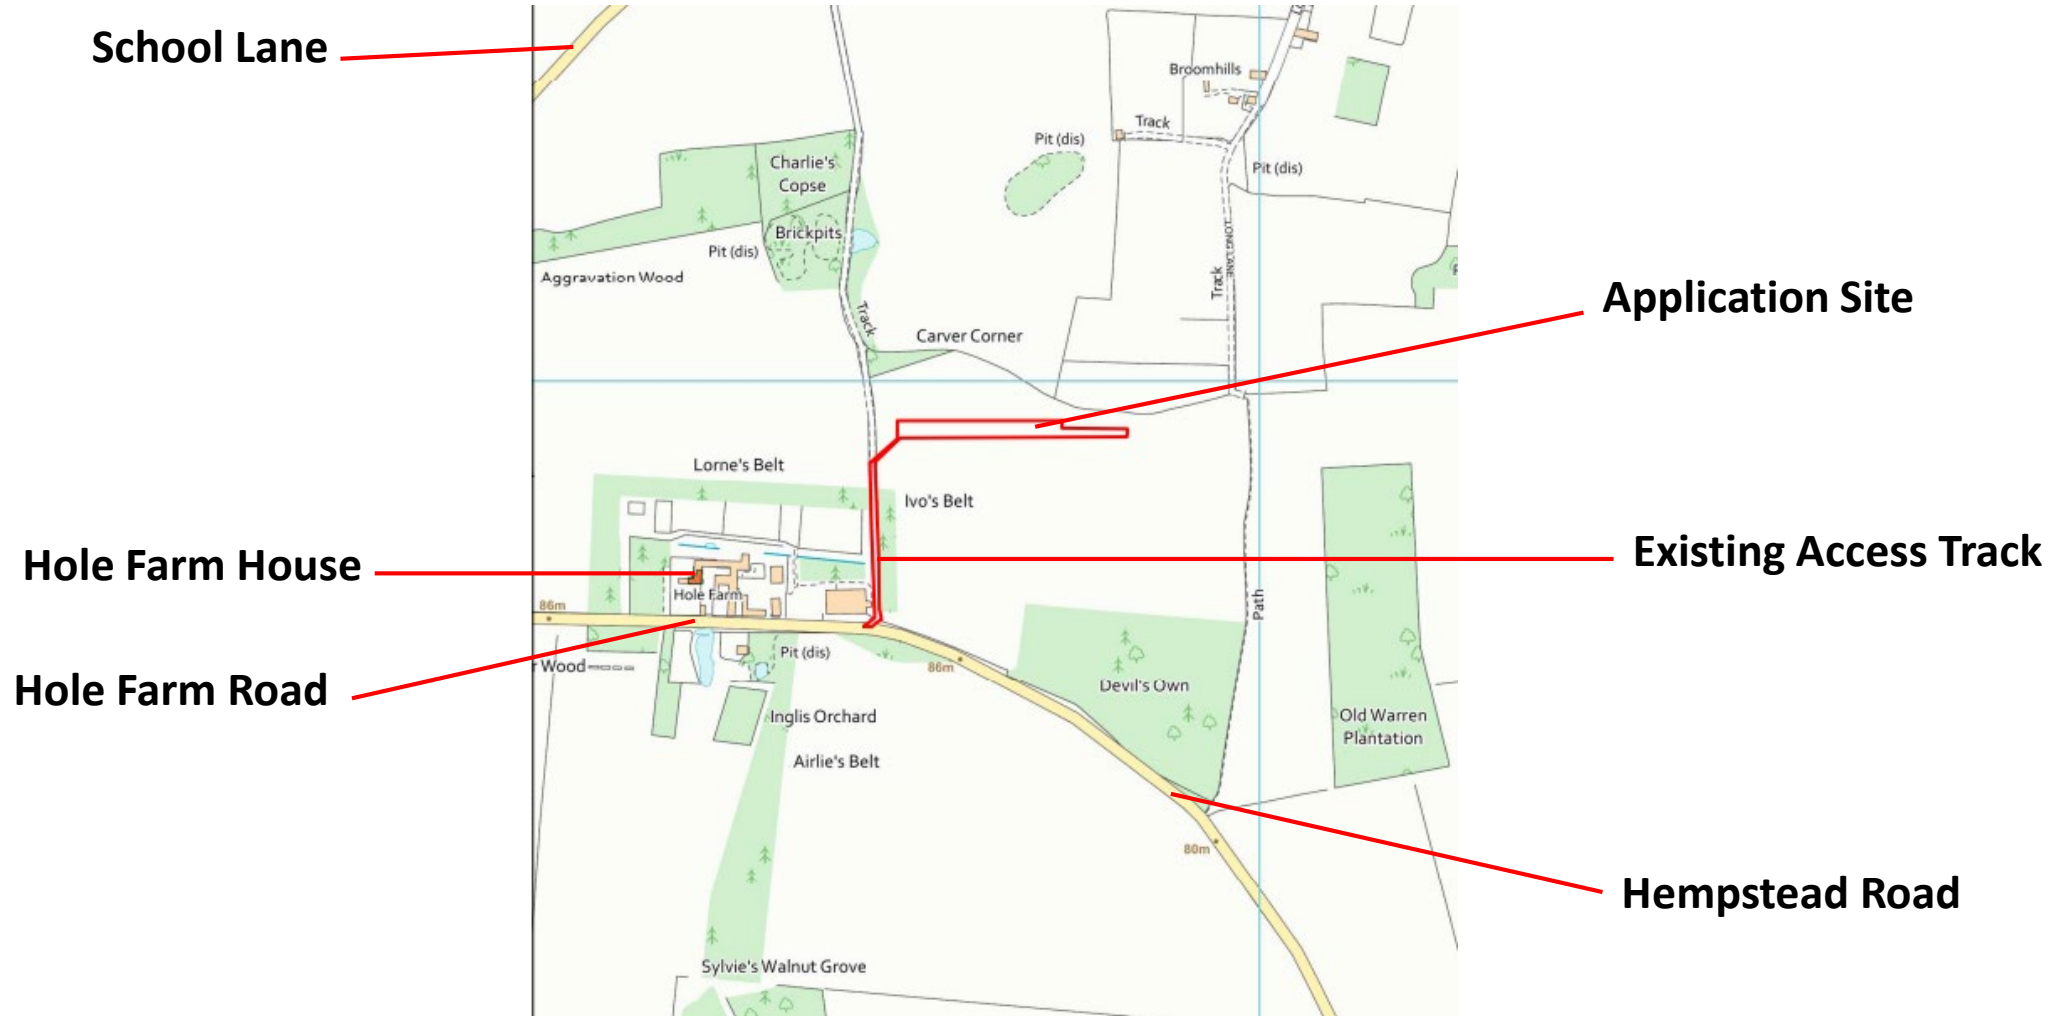 School Lane
Broomhills
Track
Pit (dis)
Charlie's
Copse
Pit (dis)
Brickpits
Pit (dis)
LONG LANE
Track
Aggravation Wood
Application Site
Track
Carver Corner
Lorne's Belt
Ivo's Belt
Existing Access Track
Hole Farm House
Hole Farm
86m
Path
r Wood
Pit (dis)
86m
Hole Farm Road
Devil's Own
Inglis Orchard
Old Warren
Plantation
Airlie's Belt
80m
Hempstead Road
Sylvie's Walnut Grove